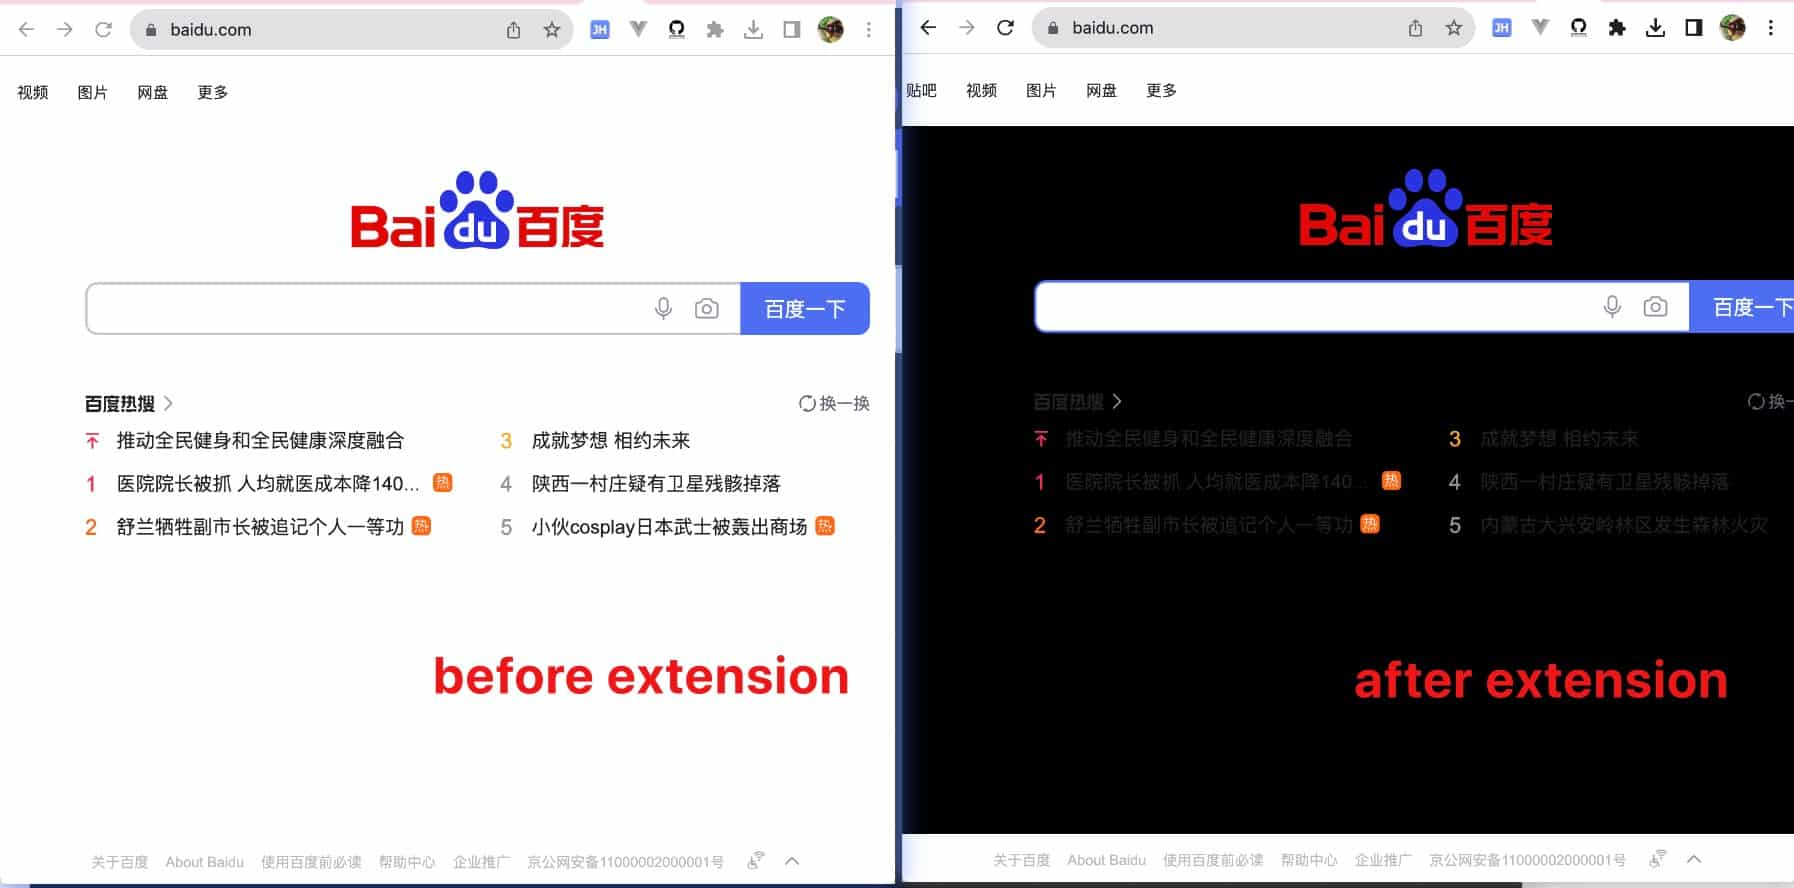 baidu.com
JH
视频 图片 网盘 更多
Bai du 百度
百度一下
百度热搜
换一换
推动全民健身和全民健康深度融合
3 成就梦想 相约未来
1 医院院长被抓 人均就医成本降140... 热
4 陕西一村庄疑有卫星残骸掉落
2 舒兰牺牲副市长被追记个人一等功 热
5 小伙cosplay日本武士被轰出商场 热
before extension
关于百度 About Baidu 使用百度前必读 帮助中心 企业推广 京公网安备11000002000001号
baidu.com
JH
贴吧 视频 图片 网盘 更多
Bai du 百度
百度一下
百度热搜
换一
推动全民健身和全民健康深度融合
3 成就梦想 相约未来
1 医院院长被抓 人均就医成本降140... 热
4 陕西一村庄疑有卫星残骸掉落
2 舒兰牺牲副市长被追记个人一等功 热
5 内蒙古大兴安岭林区发生森林火灾
after extension
关于百度 About Baidu 使用百度前必读 帮助中心 企业推广 京公网安备11000002000001号